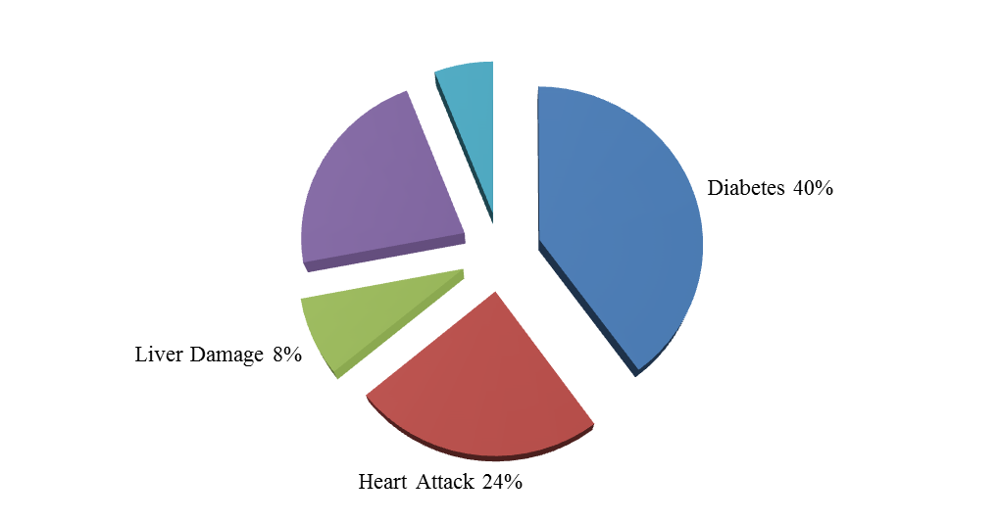 Diabetes 40%
Liver Damage 8%
Heart Attack 24%